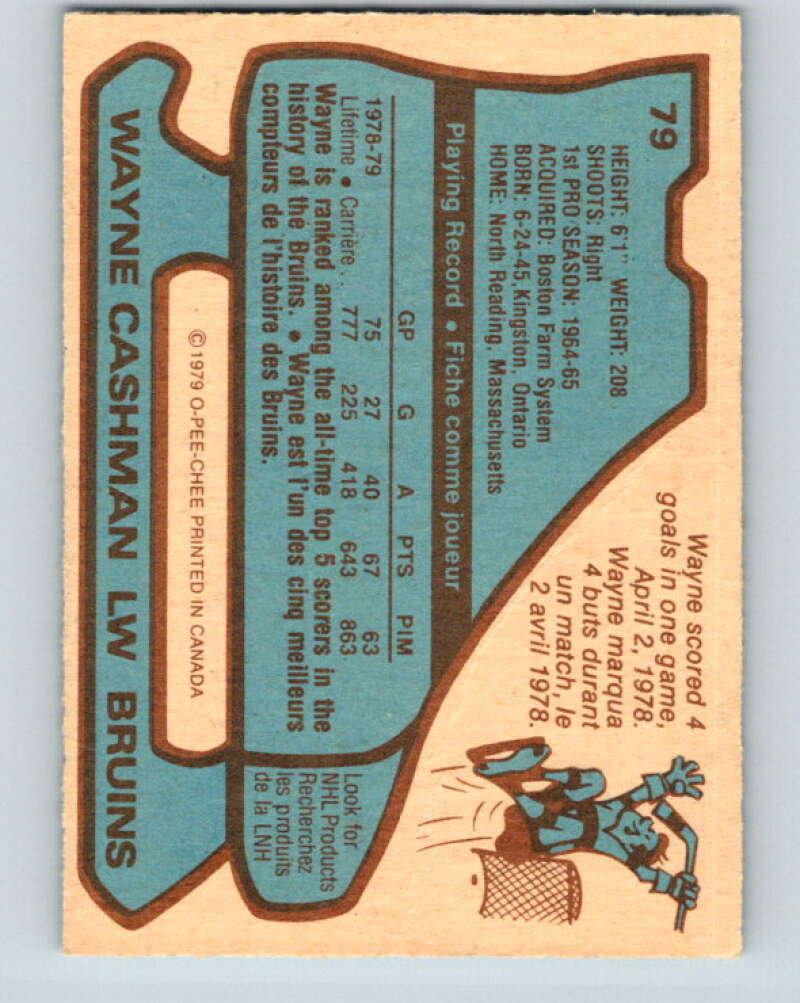 79
HEIGHT: 6'1" WEIGHT: 208
SHOOTS: Right
1st PRO SEASON: 1964-65
ACQUIRED: Boston Farm System
BORN: 6-24-45, Kingston, Ontario
HOME: North Reading, Massachusetts
Wayne scored 4
goals in one game,
April 2, 1978.
Wayne marqua
4 buts durant
un match, le
2 avril 1978.
Playing Record • Fiche comme joueur
GP G A PTS PIM
1978-79 75 27 40 67 63
Lifetime • Carrière .. 777 225 418 643 863
Wayne is ranked among the all-time top 5 scorers in the
history of the Bruins. • Wayne est l'un des cinq meilleurs
compteurs de l'histoire des Bruins.
Look for
NHL Products
Recherchez
les produits
de la LNH
©1979 O-PEE-CHEE PRINTED IN CANADA
WAYNE CASHMAN LW BRUINS